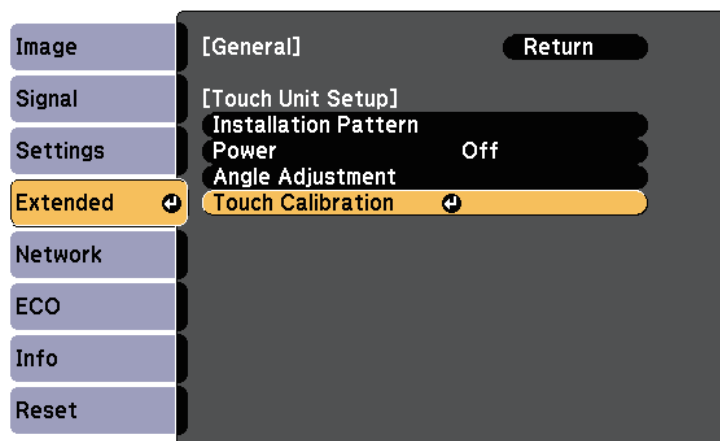 Image
Signal
Settings
Extended
Network
ECO
Info
Reset
[General] Return
[Touch Unit Setup]
Installation Pattern
Power Off
Angle Adjustment
Touch Calibration